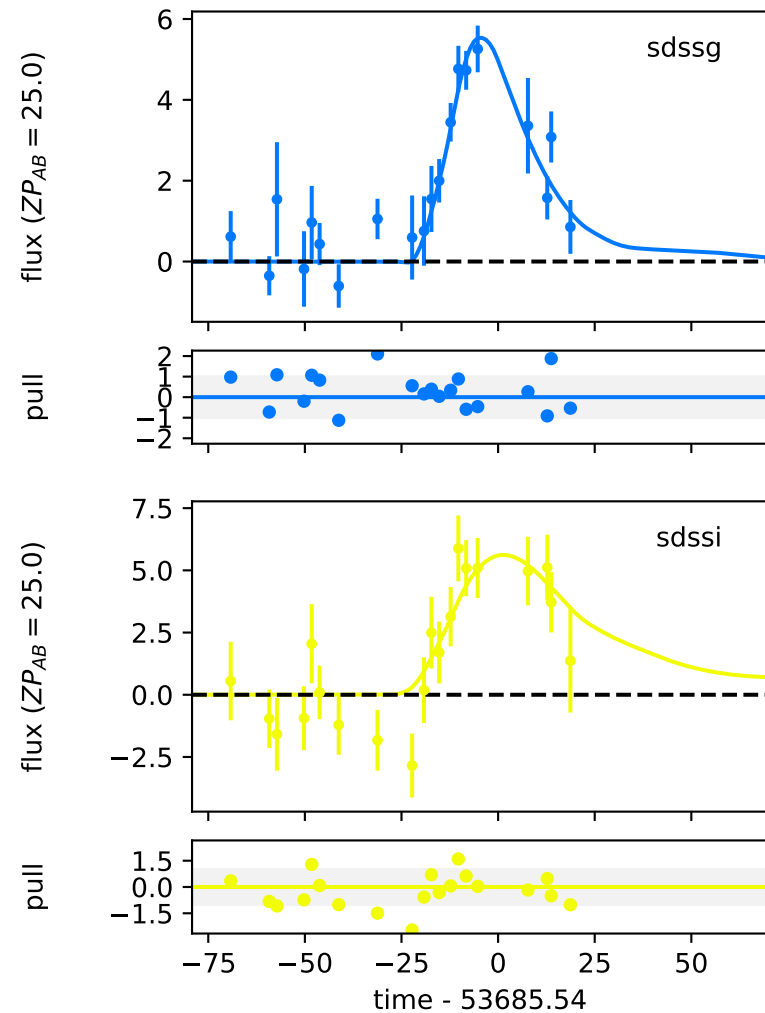 6
4
2
0
flux (ZP_AB = 25.0)
sdssg
2
1
0
−1
−2
pull
7.5
5.0
2.5
0.0
−2.5
flux (ZP_AB = 25.0)
sdssi
1.5
0.0
−1.5
pull
−75 −50 −25 0 25 50
time - 53685.54